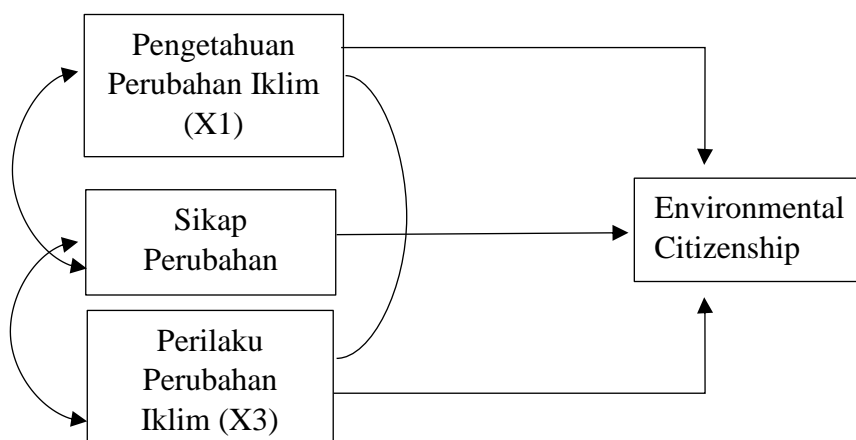 Pengetahuan
Perubahan Iklim
(X1)
Sikap
Perubahan
Perilaku
Perubahan
Iklim (X3)
Environmental
Citizenship